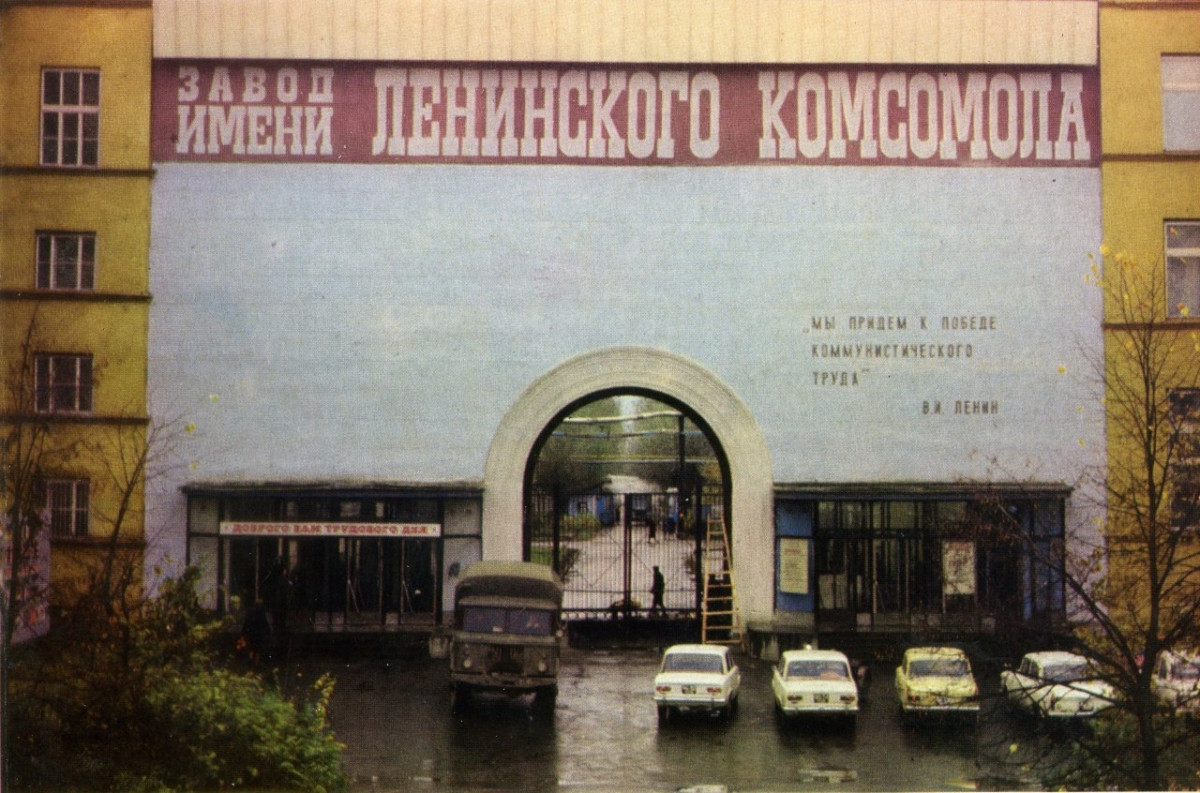 ЗАВОД
ИМЕНИ ЛЕНИНСКОГО КОМСОМОЛА
„МЫ ПРИДЕМ К ПОБЕДЕ
КОММУНИСТИЧЕСКОГО
ТРУДА"
В.И. ЛЕНИН
ДОБРОГО ВАМ ТРУДОВОГО ДНЯ